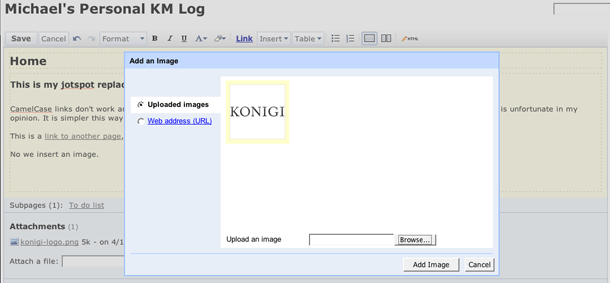 Michael's Personal KM Log
Save Cancel Format B I U A Link Insert Table HTML
Home
Add an Image
This is my jotspot replac
Uploaded images
KONIGI
CamelCase links don't work an
is unfortunate in my
Web address (URL)
opinion. It is simpler this way
This is a link to another page,
No we insert an image.
Subpages (1): To do list
Attachments (1)
Upload an image Browse...
konigi-logo.png 5k - on 4/1
Attach a file:
Add Image Cancel